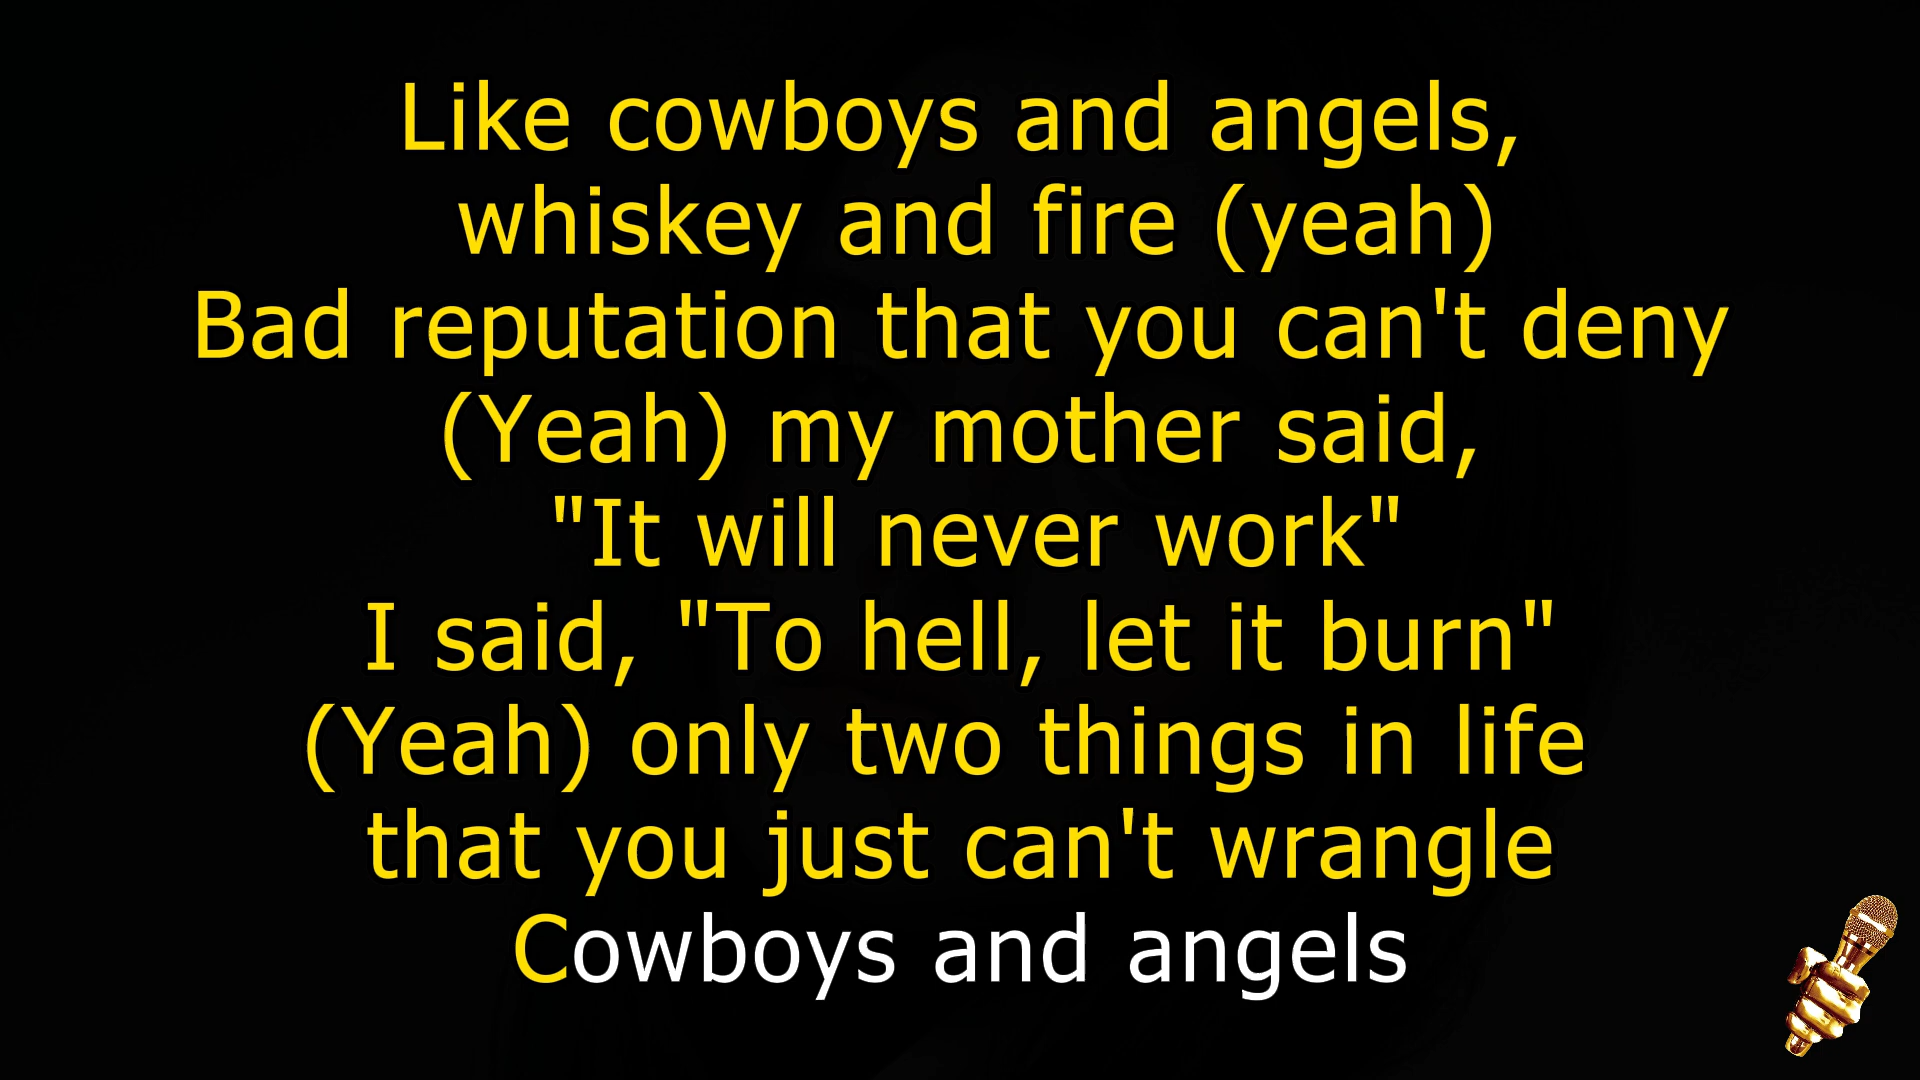 Like cowboys and angels,
whiskey and fire (yeah)
Bad reputation that you can't deny
(Yeah) my mother said,
"It will never work"
I said, "To hell, let it burn"
(Yeah) only two things in life
that you just can't wrangle
Cowboys and angels